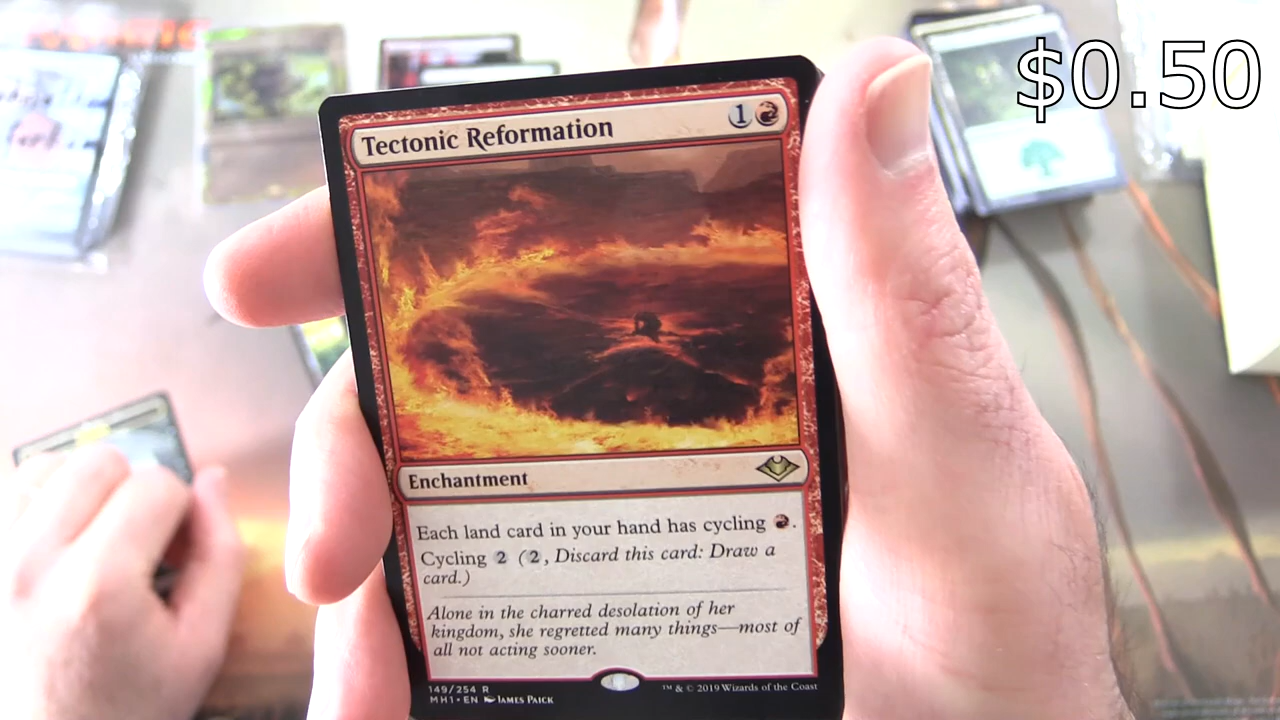 $0.50
Tectonic Reformation 1
Enchantment
Each land card in your hand has cycling .
Cycling 2 (2, Discard this card: Draw a
card.)
Alone in the charred desolation of her
kingdom, she regretted many things—most of
all not acting sooner.
149/254 R
MH1 • EN James Paick
™ & © 2019 Wizards of the Coast